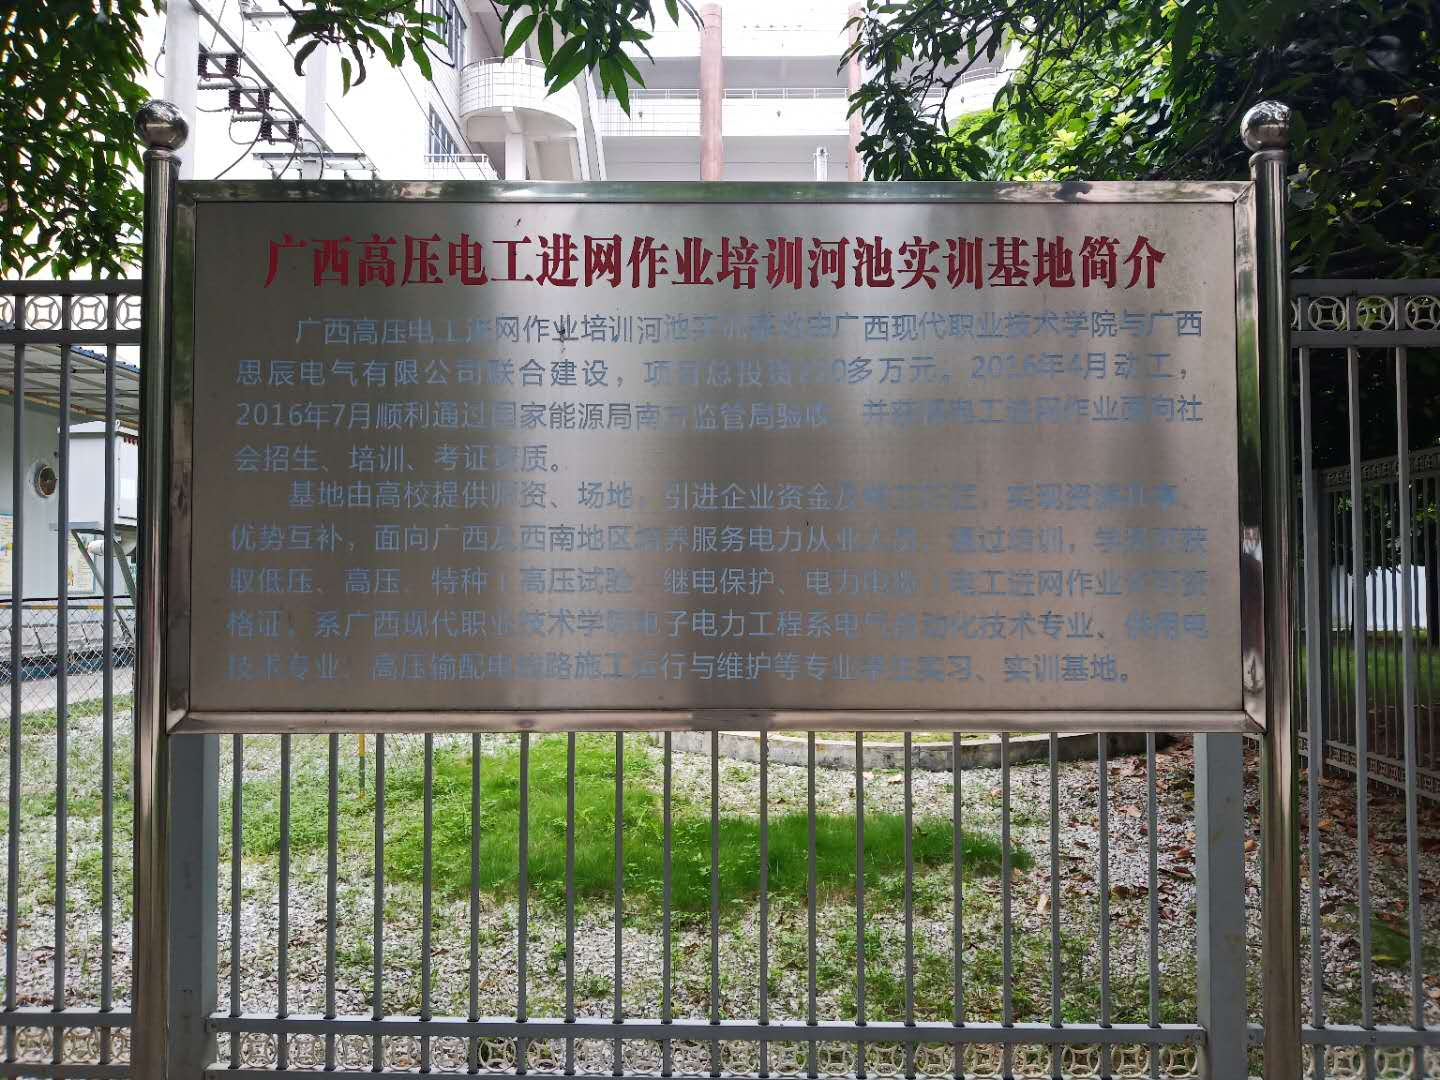 广西高压电工进网作业培训河池实训基地简介
广西高压电工进网作业培训河池实训基地由广西现代职业技术学院与广西
思辰电气有限公司联合建设，项目总投资 多万元。2016年4月动工，
2016年7月顺利通过国家能源局南方监管局验收，并获得电工进网作业面向社
会招生、培训、考证资质。
基地由高校提供师资、场地，引进企业资金及 ，实现资源共享、
优势互补，面向广西及西南地区培养服务电力从业人员。通过培训，学员可获
取低压、高压、特种（高压试验、继电保护、电力电缆）电工进网作业许可资
格证。系广西现代职业技术学院电子电力工程系电气自动化技术专业、供用电
技术专业、高压输配电线路施工运行与维护等专业学生实习、实训基地。